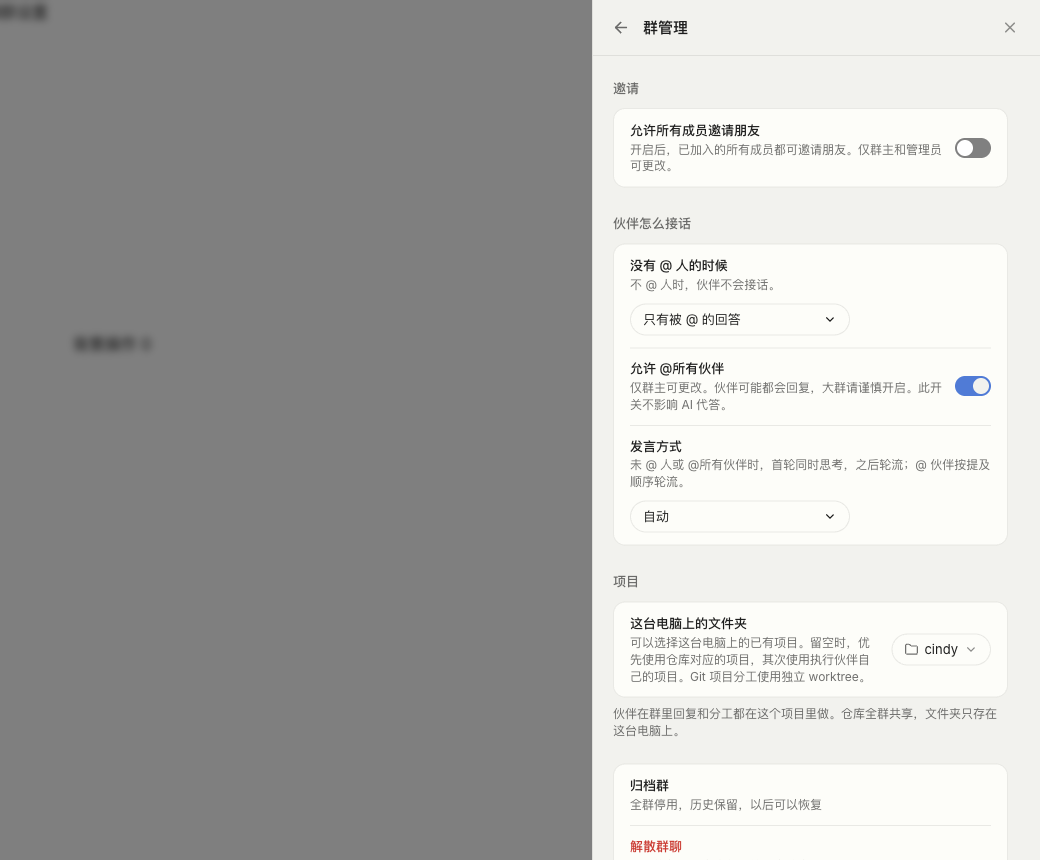 群管理
邀请
允许所有成员邀请朋友
开启后，已加入的所有成员都可邀请朋友。仅群主和管理员
可更改。
伙伴怎么接话
没有 @ 人的时候
不 @ 人时，伙伴不会接话。
只有被 @ 的回答
允许 @所有伙伴
仅群主可更改。伙伴可能都会回复，大群请谨慎开启。此开
关不影响 AI 代答。
发言方式
未 @ 人或 @所有伙伴时，首轮同时思考，之后轮流；@ 伙伴按提及
顺序轮流。
自动
项目
这台电脑上的文件夹
可以选择这台电脑上的已有项目。留空时，优
先使用仓库对应的项目，其次使用执行伙伴自
己的项目。Git 项目分工使用独立 worktree。
cindy
伙伴在群里回复和分工都在这个项目里做。仓库全群共享，文件夹只存在
这台电脑上。
归档群
全群停用，历史保留，以后可以恢复
解散群聊